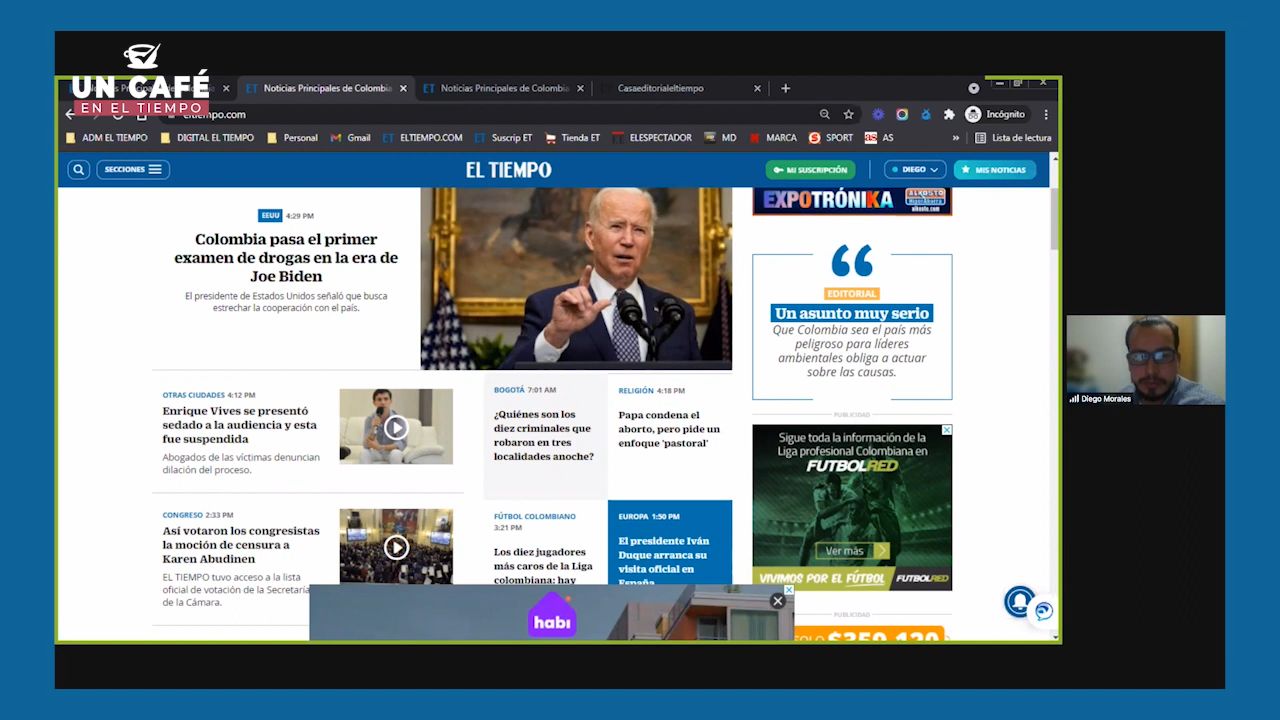 UN CAFÉ
EN EL TIEMPO
Noticias Principales de Colombia
Noticias Principales de Colombia
Casaeditorialeltiempo
eltiempo.com
Incógnito
ADM EL TIEMPO
DIGITAL EL TIEMPO
Personal
Gmail
ELTIEMPO.COM
Suscrip ET
Tienda ET
ELESPECTADOR
MD
MARCA
SPORT
AS
Lista de lectura
SECCIONES
EL TIEMPO
MI SUSCRIPCIÓN
DIEGO
MIS NOTICIAS
EEUU 4:29 PM
Colombia pasa el primer
examen de drogas en la era de
Joe Biden
El presidente de Estados Unidos señaló que busca
estrechar la cooperación con el país.
EXPOTRÓNIKA
ALKOSTO
alkosto.com
EDITORIAL
Un asunto muy serio
Que Colombia sea el país más
peligroso para líderes
ambientales obliga a actuar
sobre las causas.
OTRAS CIUDADES 4:12 PM
Enrique Vives se presentó
sedado a la audiencia y esta
fue suspendida
Abogados de las víctimas denuncian
dilación del proceso.
BOGOTÁ 7:01 AM
¿Quiénes son los
diez criminales que
robaron en tres
localidades anoche?
RELIGIÓN 4:18 PM
Papa condena el
aborto, pero pide un
enfoque 'pastoral'
PUBLICIDAD
Sigue toda la información de la
Liga profesional Colombiana en
FUTBOLRED
Ver más
VIVIMOS POR EL FÚTBOL
FUTBOLRED
Diego Morales
CONGRESO 2:33 PM
Así votaron los congresistas
la moción de censura a
Karen Abudinen
EL TIEMPO tuvo acceso a la lista
oficial de votación de la Secretaría
de la Cámara.
FÚTBOL COLOMBIANO
3:21 PM
Los diez jugadores
más caros de la Liga
colombiana: hay
EUROPA 1:50 PM
El presidente Iván
Duque arranca su
visita oficial en
España
habi
PUBLICIDAD
SOLO $359.120